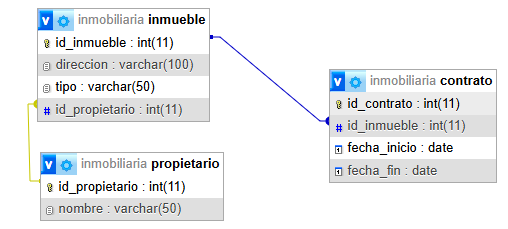 v inmobiliaria inmueble
id_inmueble : int(11)
direccion : varchar(100)
tipo : varchar(50)
# id_propietario : int(11)
v inmobiliaria contrato
id_contrato : int(11)
# id_inmueble : int(11)
fecha_inicio : date
fecha_fin : date
v inmobiliaria propietario
id_propietario : int(11)
nombre : varchar(50)